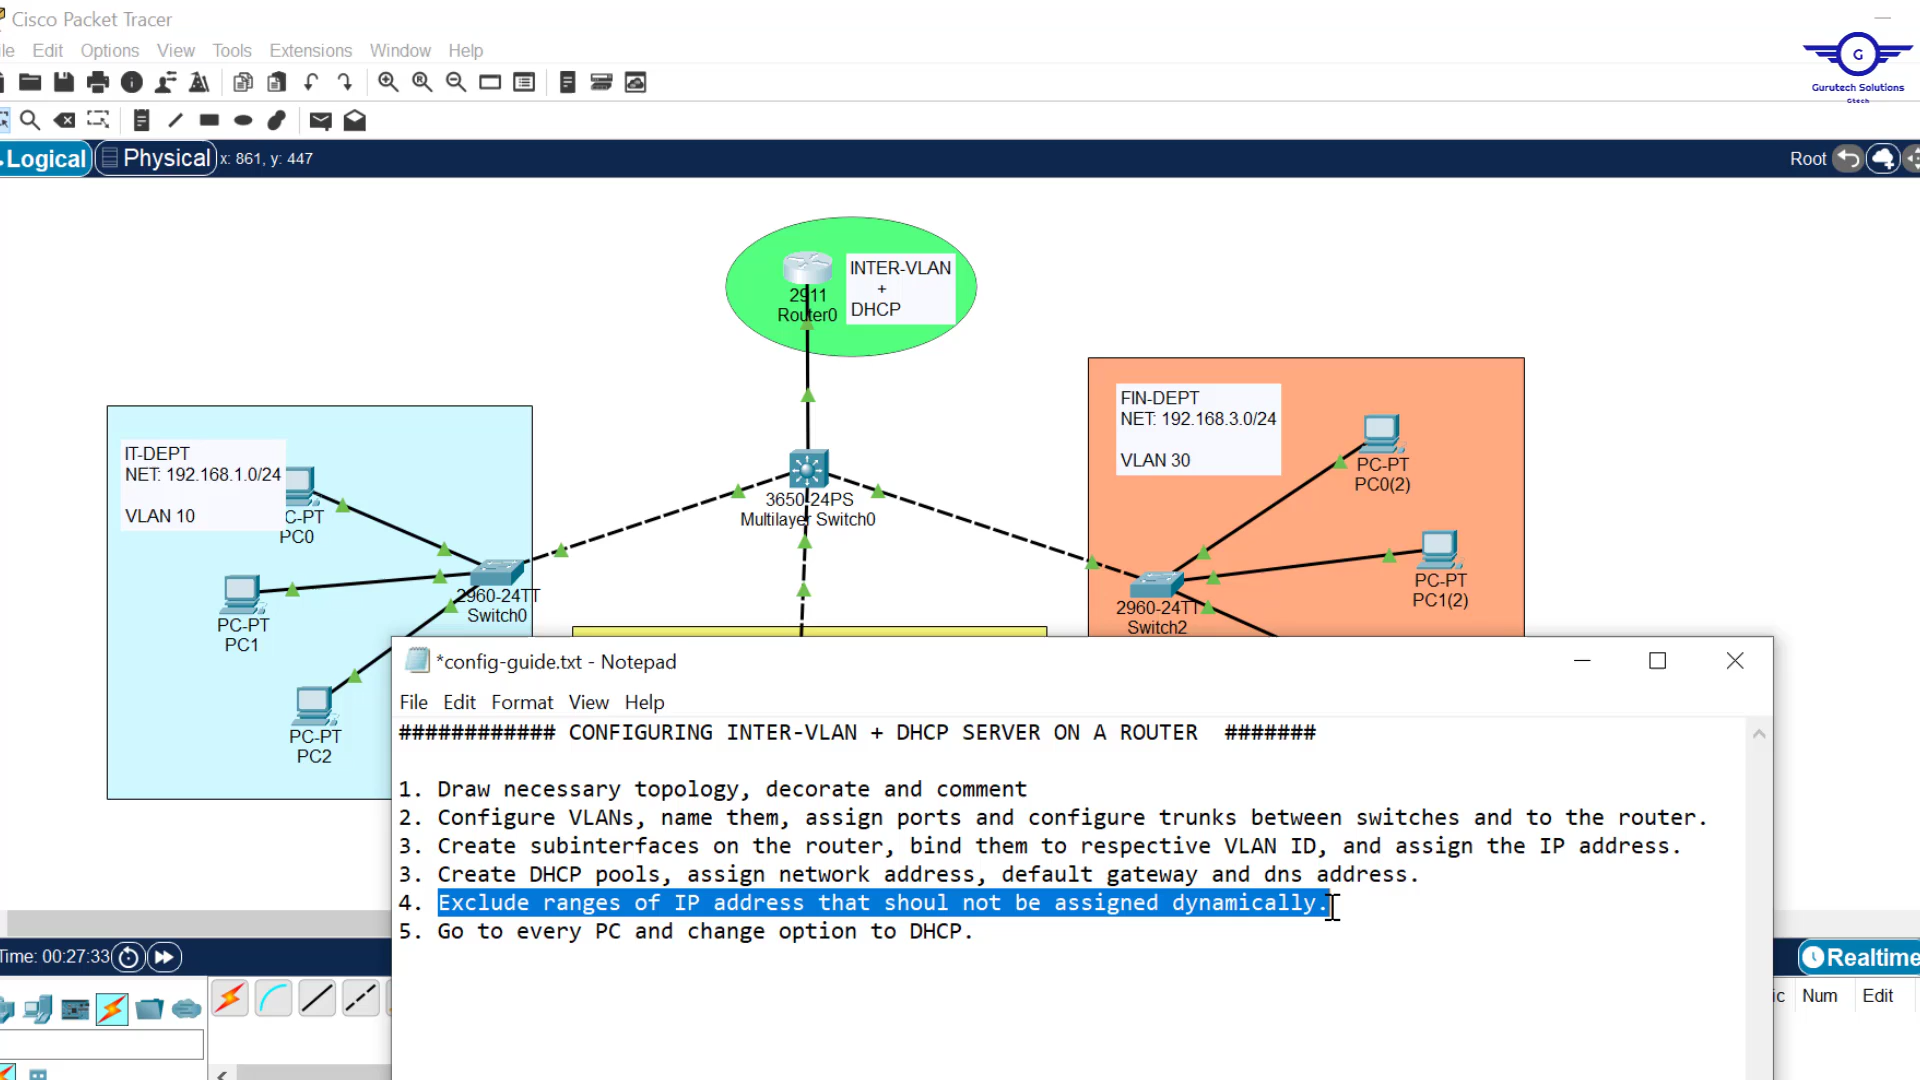 Cisco Packet Tracer
Edit Options View Tools Extensions Window Help
G
Gurutech Solutions
Gtech
Logical Physical x: 861, y: 447
Root
INTER-VLAN
+
DHCP
2911
Router0
IT-DEPT
NET: 192.168.1.0/24
VLAN 10
PC0
PC-PT
PC1
PC-PT
PC2
2960-24TT
Switch0
3650-24PS
Multilayer Switch0
FIN-DEPT
NET: 192.168.3.0/24
VLAN 30
PC-PT
PC0(2)
PC-PT
PC1(2)
2960-24TT
Switch2
*config-guide.txt - Notepad
File Edit Format View Help
############ CONFIGURING INTER-VLAN + DHCP SERVER ON A ROUTER #######
1. Draw necessary topology, decorate and comment
2. Configure VLANs, name them, assign ports and configure trunks between switches and to the router.
3. Create subinterfaces on the router, bind them to respective VLAN ID, and assign the IP address.
3. Create DHCP pools, assign network address, default gateway and dns address.
4. Exclude ranges of IP address that shoul not be assigned dynamically.
5. Go to every PC and change option to DHCP.
Time: 00:27:33
Realtime
Num Edit